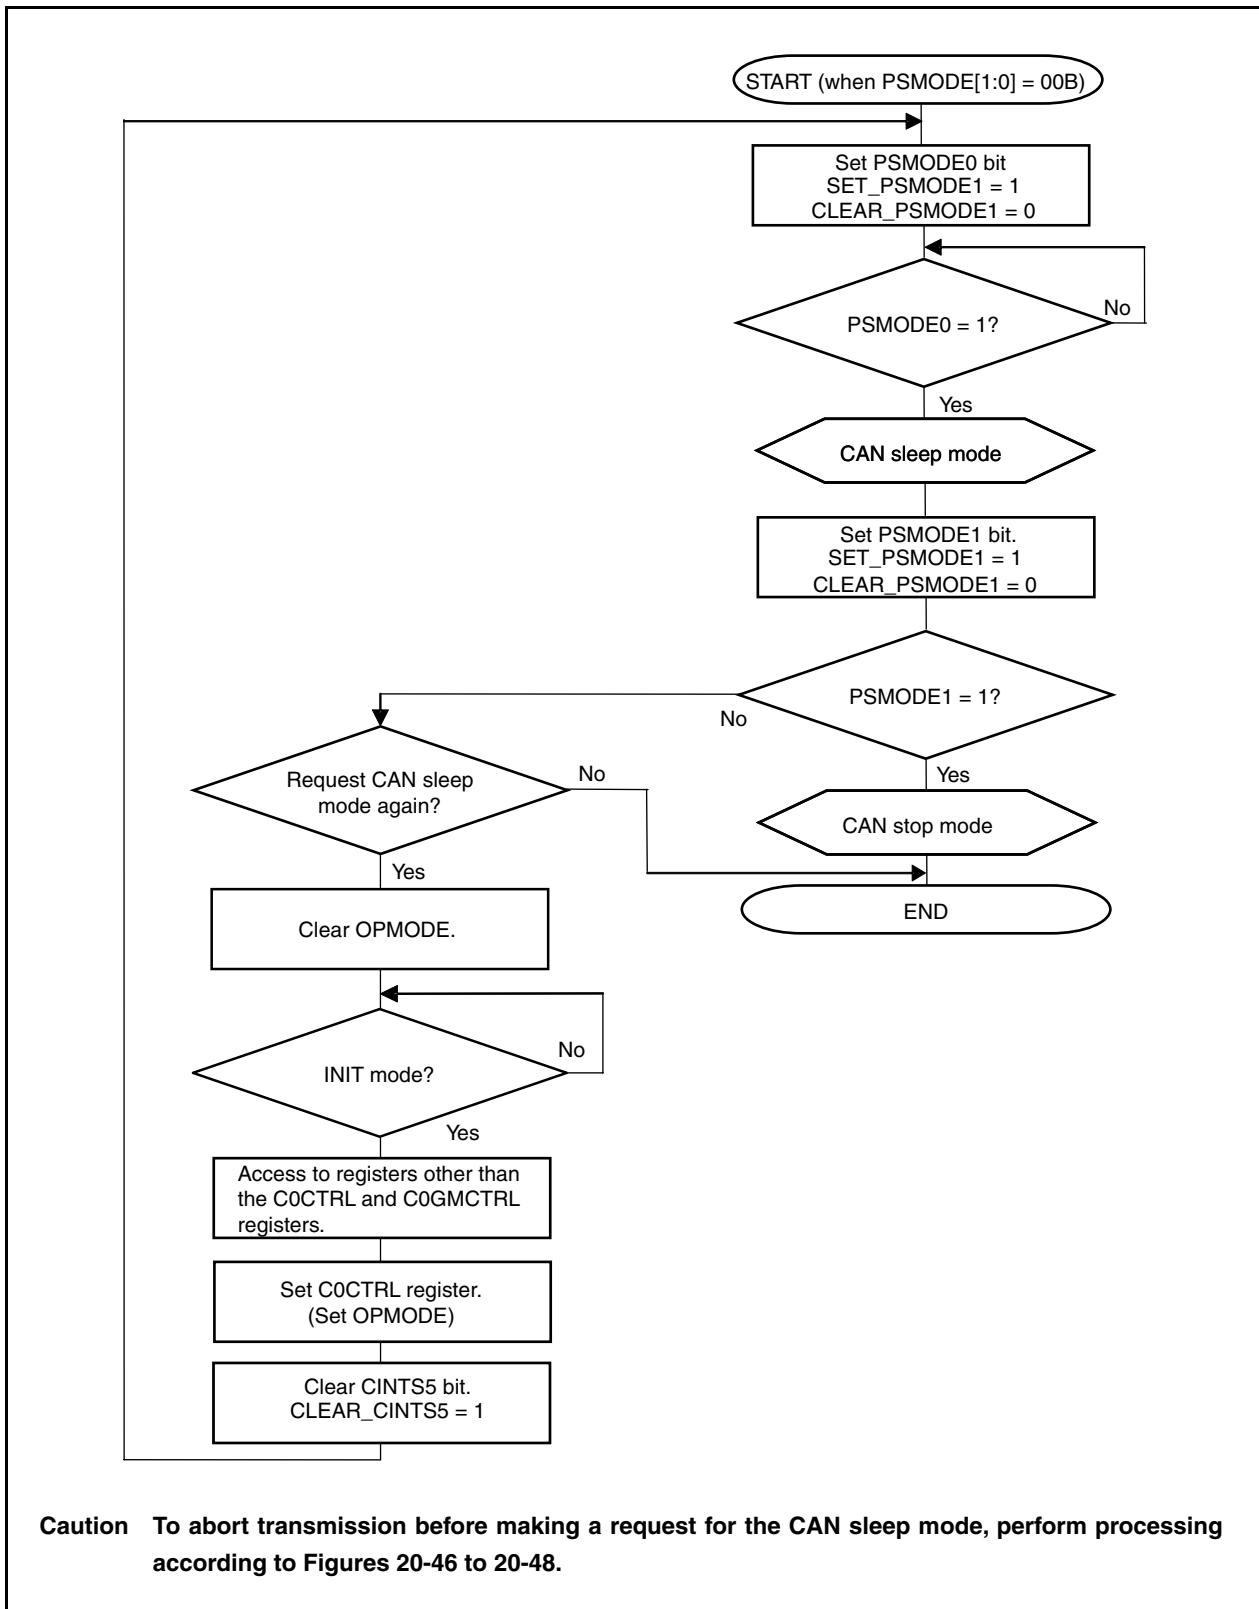 START (when PSMODE[1:0] = 00B)
Set PSMODE0 bit
SET_PSMODE1 = 1
CLEAR_PSMODE1 = 0
PSMODE0 = 1?
No
Yes
CAN sleep mode
Set PSMODE1 bit.
SET_PSMODE1 = 1
CLEAR_PSMODE1 = 0
PSMODE1 = 1?
No
Yes
CAN stop mode
END
Request CAN sleep
mode again?
No
Yes
Clear OPMODE.
INIT mode?
No
Yes
Access to registers other than
the C0CTRL and C0GMCTRL
registers.
Set C0CTRL register.
(Set OPMODE)
Clear CINTS5 bit.
CLEAR_CINTS5 = 1
Caution To abort transmission before making a request for the CAN sleep mode, perform processing
according to Figures 20-46 to 20-48.